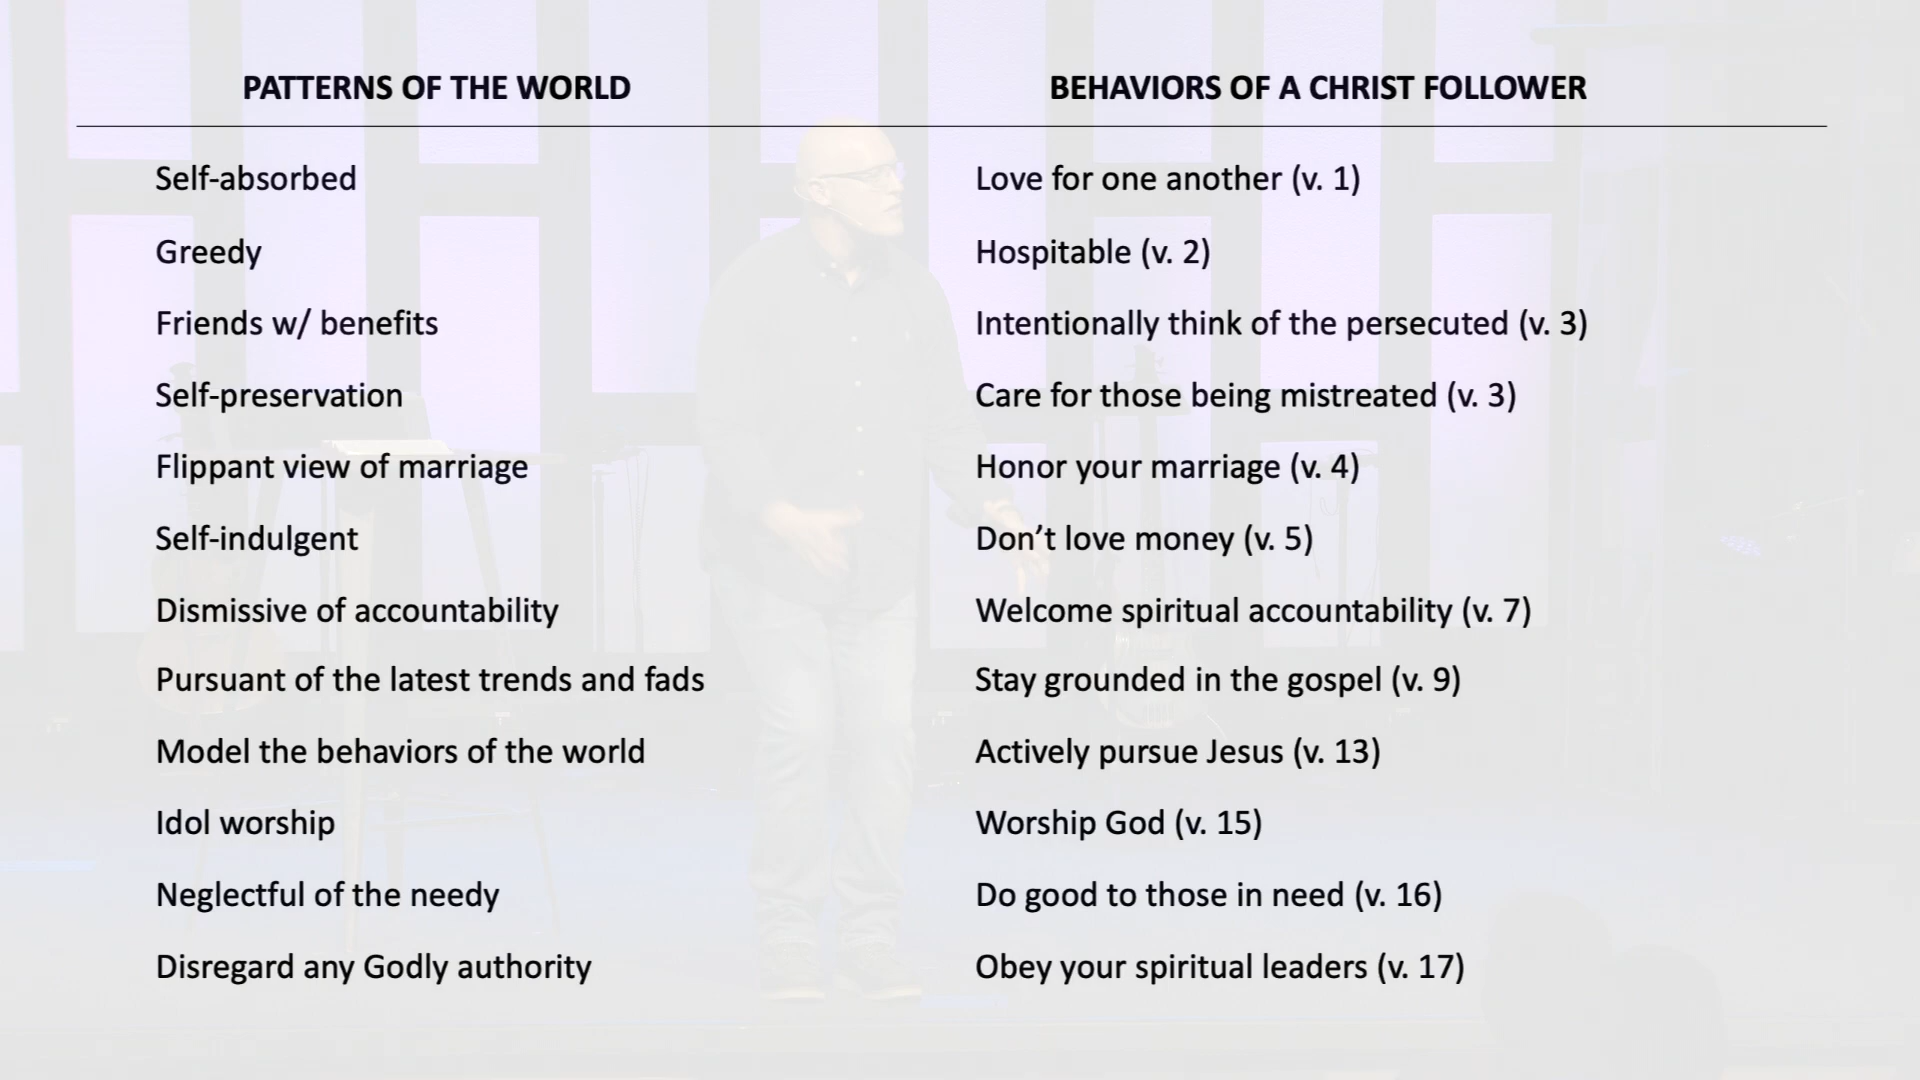 PATTERNS OF THE WORLD BEHAVIORS OF A CHRIST FOLLOWER
Self-absorbed Love for one another (v. 1)
Greedy Hospitable (v. 2)
Friends w/ benefits Intentionally think of the persecuted (v. 3)
Self-preservation Care for those being mistreated (v. 3)
Flippant view of marriage Honor your marriage (v. 4)
Self-indulgent Don’t love money (v. 5)
Dismissive of accountability Welcome spiritual accountability (v. 7)
Pursuant of the latest trends and fads Stay grounded in the gospel (v. 9)
Model the behaviors of the world Actively pursue Jesus (v. 13)
Idol worship Worship God (v. 15)
Neglectful of the needy Do good to those in need (v. 16)
Disregard any Godly authority Obey your spiritual leaders (v. 17)